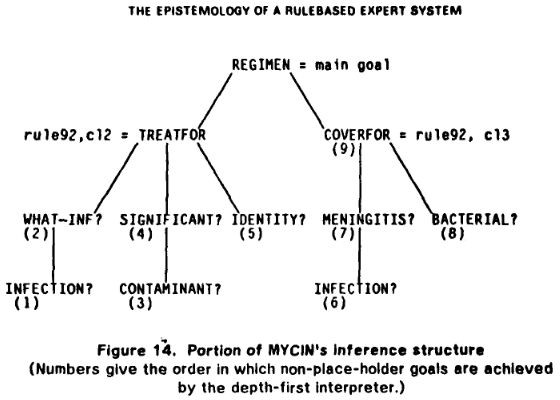 THE EPISTEMOLOGY OF A RULEBASED EXPERT SYSTEM
REGIMEN = main goal
rule92,cl2 = TREATFOR COVERFOR = rule92, cl3
(9)
WHAT-INF? SIGNIFICANT? IDENTITY? MENINGITIS? BACTERIAL?
(2) (4) (5) (7) (8)
INFECTION? CONTAMINANT? INFECTION?
(1) (3) (6)
Figure 14. Portion of MYCIN's inference structure
(Numbers give the order in which non-place-holder goals are achieved
by the depth-first interpreter.)